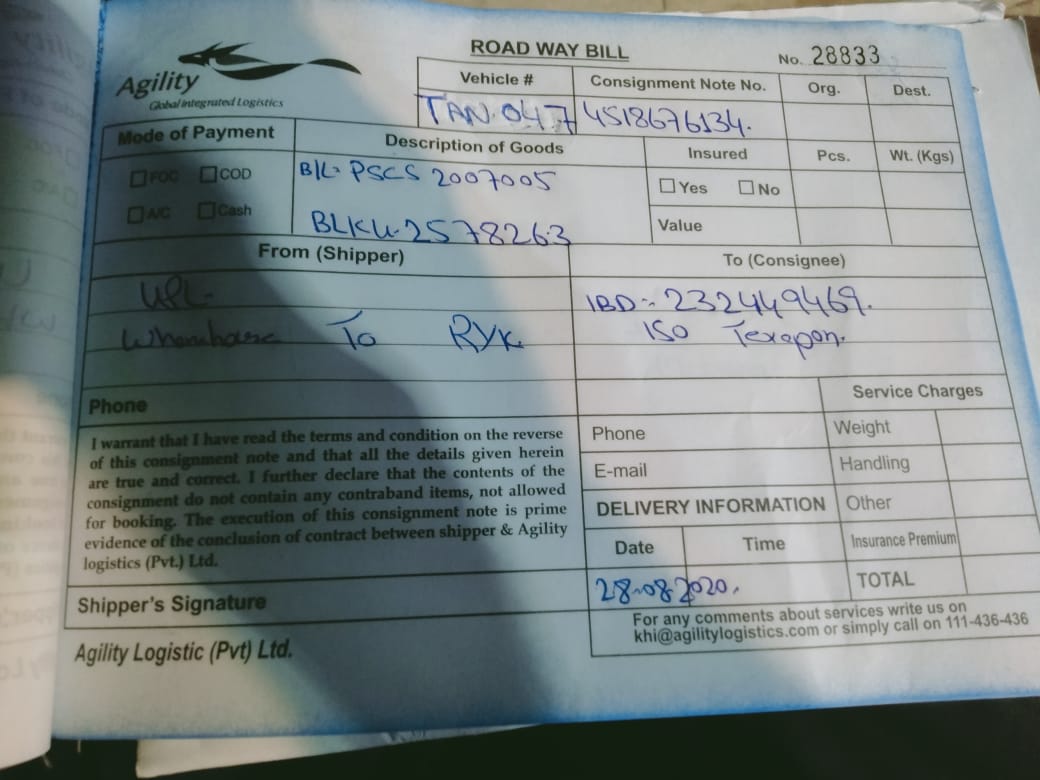 ROAD WAY BILL
No. 28833
Agility
Global integrated Logistics
Vehicle #
Consignment Note No.
Org.
Dest.
TAN.047
4518676134.
Mode of Payment
Description of Goods
Insured
Pcs.
Wt. (Kgs)
FOC
COD
B/L- PSCS 2007005
Yes
No
A/C
Cash
BLKU-2578263
Value
From (Shipper)
To (Consignee)
UPL
IBD:- 232449469.
To RYK
ISO Texapon.
Service Charges
Phone
I warrant that I have read the terms and condition on the reverse
of this consignment note and that all the details given herein
are true and correct. I further declare that the contents of the
consignment do not contain any contraband items, not allowed
for booking. The execution of this consignment note is prime
evidence of the conclusion of contract between shipper & Agility
logistics (Pvt.) Ltd.
Phone
Weight
E-mail
Handling
DELIVERY INFORMATION
Other
Date
Time
Insurance Premium
28-08-2020.
TOTAL
Shipper's Signature
For any comments about services write us on
khi@agilitylogistics.com or simply call on 111-436-436
Agility Logistic (Pvt) Ltd.